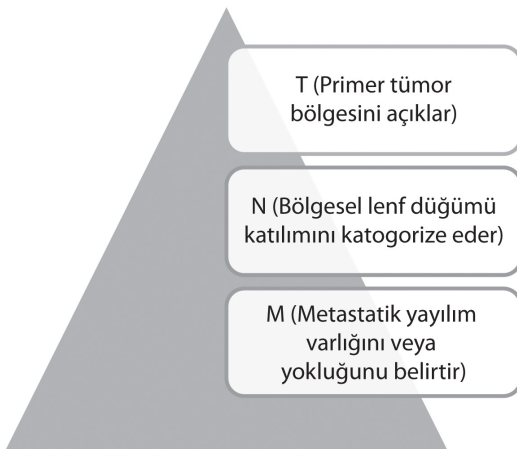 T (Primer tümor
bölgesini açıklar)
N (Bölgesel lenf düğümü
katılımını katogorize eder)
M (Metastatik yayılım
varlığını veya
yokluğunu belirtir)